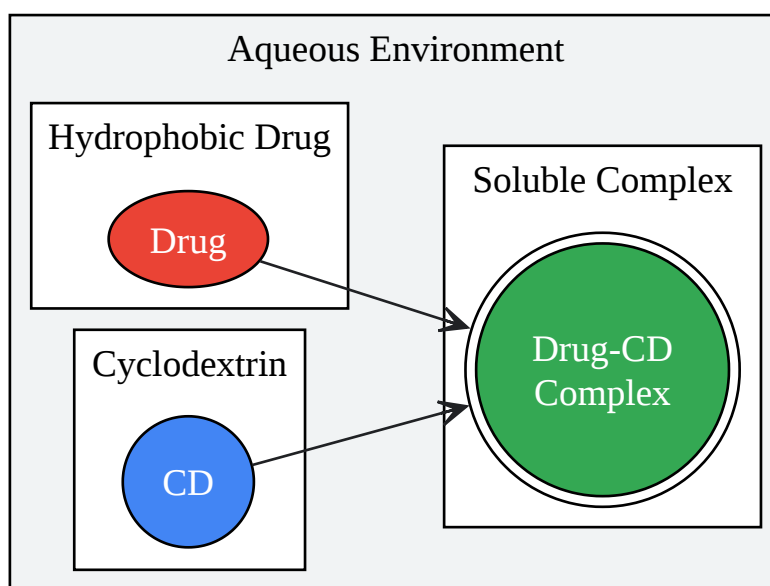 Aqueous Environment
Hydrophobic Drug
Drug
Soluble Complex
Drug-CD
Complex
Cyclodextrin
CD